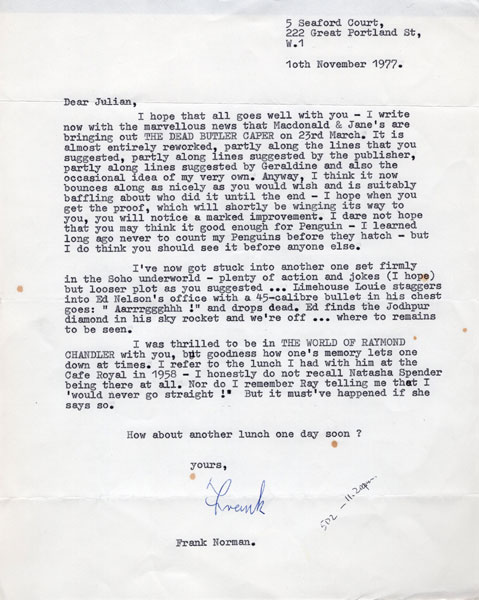 5 Seaford Court,
222 Great Portland St,
W.1
10th November 1977.
Dear Julian,
I hope that all goes well with you - I write
now with the marvellous news that Macdonald & Jane's are
bringing out THE DEAD BUTLER CAPER on 23rd March. It is
almost entirely reworked, partly along the lines that you
suggested, partly along lines suggested by the publisher,
partly along lines suggested by Geraldine and also the
occasional idea of my very own. Anyway, I think it now
bounces along as nicely as you would wish and is suitably
baffling about who did it until the end - I hope when you
get the proof, which will shortly be winging its way to
you, you will notice a marked improvement. I dare not hope
that you may think it good enough for Penguin - I learned
long ago never to count my Penguins before they hatch - but
I do think you should see it before anyone else.
I've now got stuck into another one set firmly
in the Soho underworld - plenty of action and jokes (I hope)
but looser plot as you suggested ... Limehouse Louie staggers
into Ed Nelson's office with a 45-calibre bullet in his chest
goes: " Aarrrggghhh !" and drops dead. Ed finds the Jodhpur
diamond in his sky rocket and we're off ... where to remains
to be seen.
I was thrilled to be in THE WORLD OF RAYMOND
CHANDLER with you, but goodness how one's memory lets one
down at times. I refer to the lunch I had with him at the
Cafe Royal in 1958 - I honestly do not recall Natasha Spender
being there at all. Nor do I remember Ray telling me that I
'would never go straight !" But it must've happened if she
says so.
How about another lunch one day soon ?
yours,
Frank
502 - 11.20pm
Frank Norman.